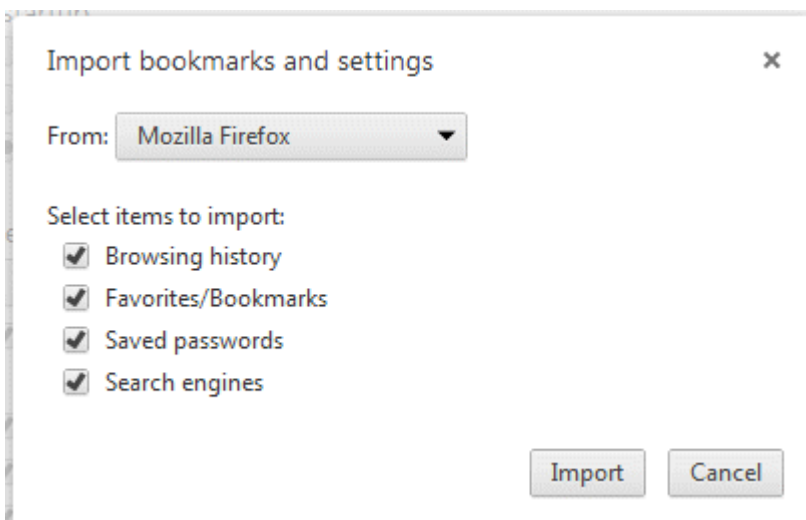 startup
Import bookmarks and settings
From: Mozilla Firefox
Select items to import:
Browsing history
Favorites/Bookmarks
Saved passwords
Search engines
Import Cancel